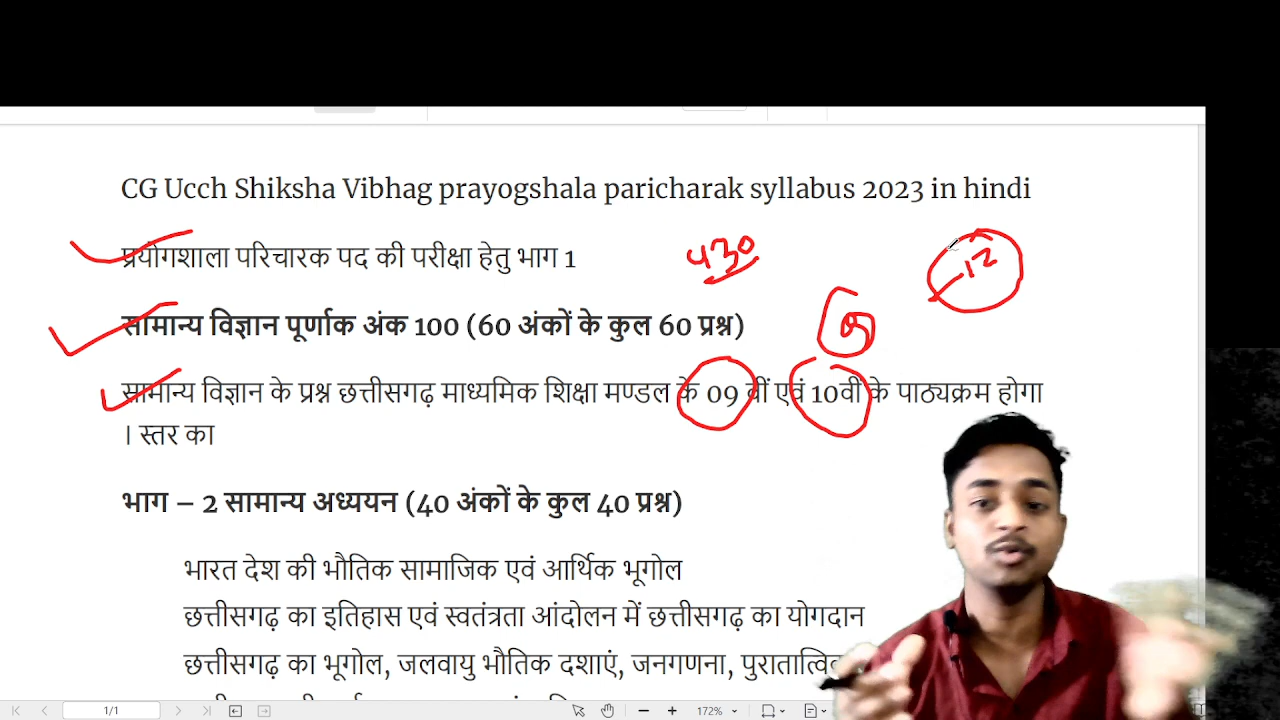 CG Ucch Shiksha Vibhag prayogshala paricharak syllabus 2023 in hindi
प्रयोगशाला परिचारक पद की परीक्षा हेतु भाग 1
430
12
सामान्य विज्ञान पूर्णाक अंक 100 (60 अंकों के कुल 60 प्रश्न)
सामान्य विज्ञान के प्रश्न छत्तीसगढ़ माध्यमिक शिक्षा मण्डल के 09 वीं एवं 10वी के पाठ्यक्रम होगा
। स्तर का
भाग – 2 सामान्य अध्ययन (40 अंकों के कुल 40 प्रश्न)
भारत देश की भौतिक सामाजिक एवं आर्थिक भूगोल
छत्तीसगढ़ का इतिहास एवं स्वतंत्रता आंदोलन में छत्तीसगढ़ का योगदान
छत्तीसगढ़ का भूगोल, जलवायु भौतिक दशाएं, जनगणना,
1/1
172%